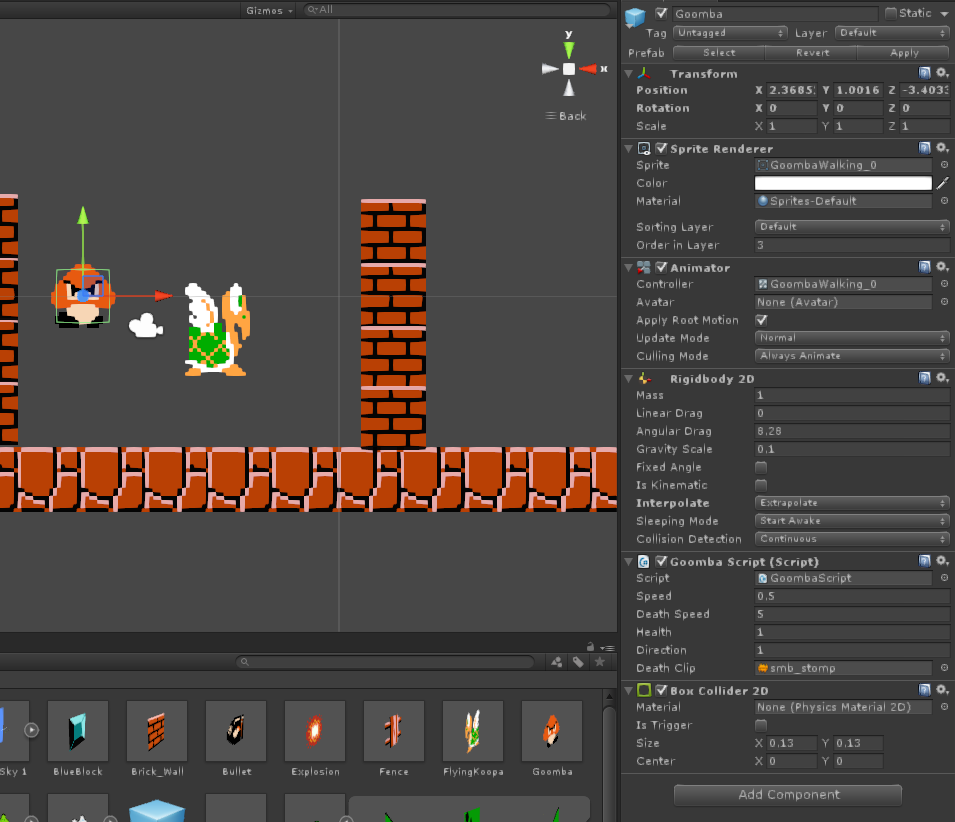 Gizmos All
y
x
Back
Sky 1 BlueBlock Brick_Wall Bullet Explosion Fence FlyingKoopa Goomba
Goomba Static
Tag Untagged Layer Default
Prefab Select Revert Apply
Transform
Position X 2.3685 Y 1.0016 Z -3.4033
Rotation X 0 Y 0 Z 0
Scale X 1 Y 1 Z 1
Sprite Renderer
Sprite GoombaWalking_0
Color
Material Sprites-Default
Sorting Layer Default
Order in Layer 3
Animator
Controller GoombaWalking_0
Avatar None (Avatar)
Apply Root Motion
Update Mode Normal
Culling Mode Always Animate
Rigidbody 2D
Mass 1
Linear Drag 0
Angular Drag 8.28
Gravity Scale 0.1
Fixed Angle
Is Kinematic
Interpolate Extrapolate
Sleeping Mode Start Awake
Collision Detection Continuous
Goomba Script (Script)
Script GoombaScript
Speed 0.5
Death Speed 5
Health 1
Direction 1
Death Clip smb_stomp
Box Collider 2D
Material None (Physics Material 2D)
Is Trigger
Size X 0.13 Y 0.13
Center X 0 Y 0
Add Component